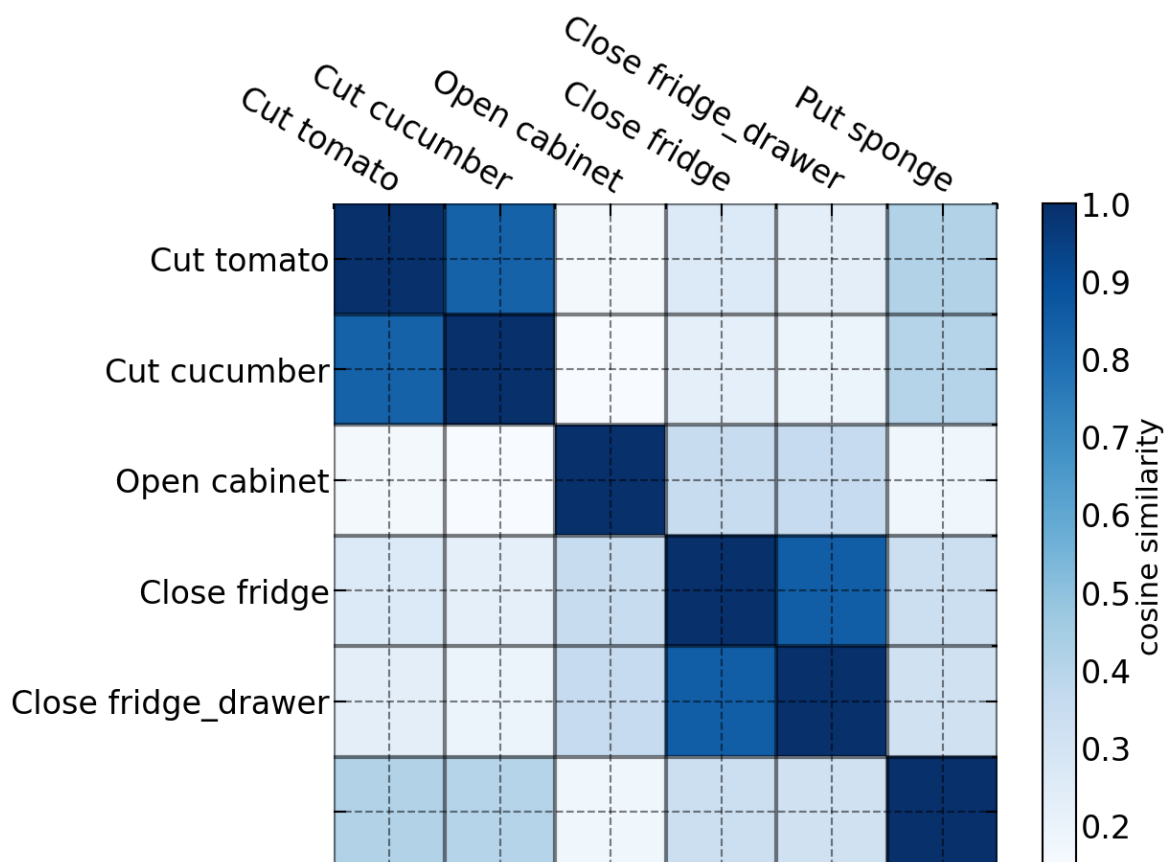 Cut tomato
Cut cucumber
Open cabinet
Close fridge
Close fridge_drawer
Put sponge
Cut tomato
Cut cucumber
Open cabinet
Close fridge
Close fridge_drawer
1.0
0.9
0.8
0.7
0.6
0.5
0.4
0.3
0.2
cosine similarity